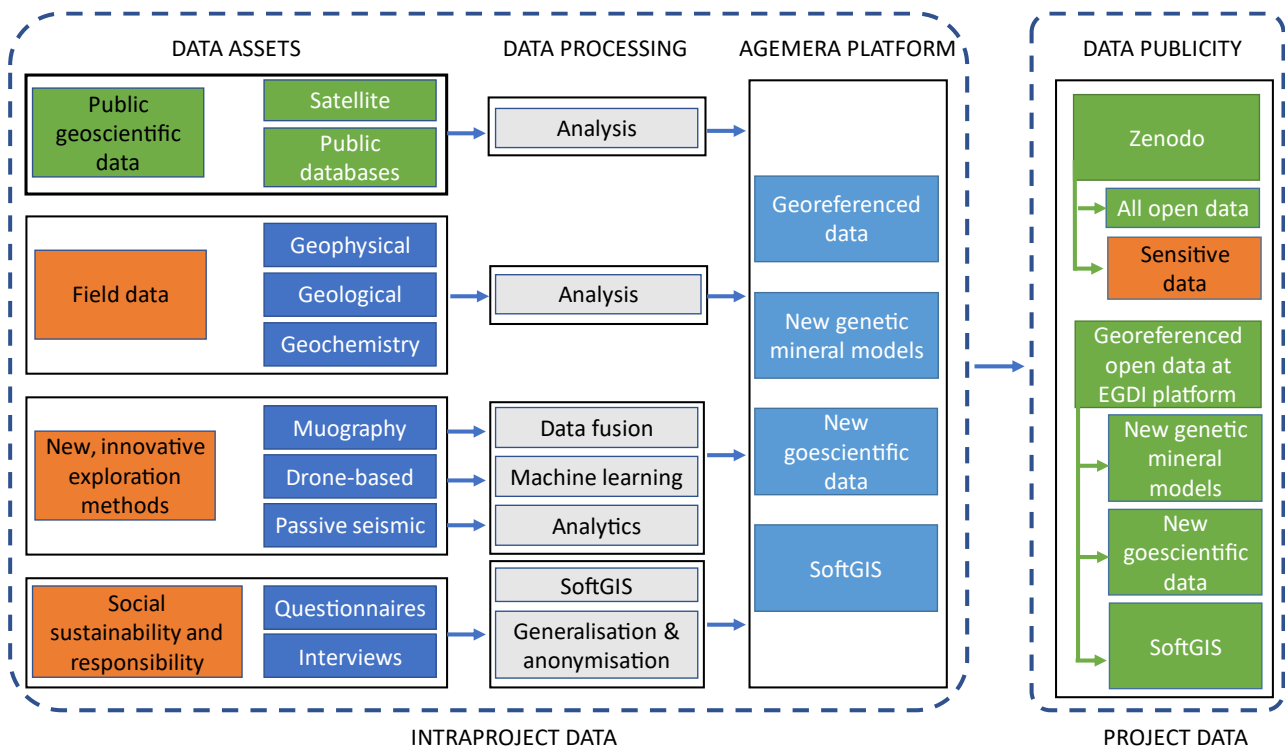 DATA ASSETS
DATA PROCESSING
AGEMERA PLATFORM
DATA PUBLICITY
Public
geoscientific
data
Satellite
Public
databases
Analysis
Field data
Geophysical
Geological
Geochemistry
Analysis
New, innovative
exploration
methods
Muography
Drone-based
Passive seismic
Data fusion
Machine learning
Analytics
Social
sustainability and
responsibility
Questionnaires
Interviews
SoftGIS
Generalisation &
anonymisation
Georeferenced
data
New genetic
mineral models
New
goescientific
data
SoftGIS
Zenodo
All open data
Sensitive
data
Georeferenced
open data at
EGDI platform
New genetic
mineral
models
New
goescientific
data
SoftGIS
INTRAPROJECT DATA
PROJECT DATA